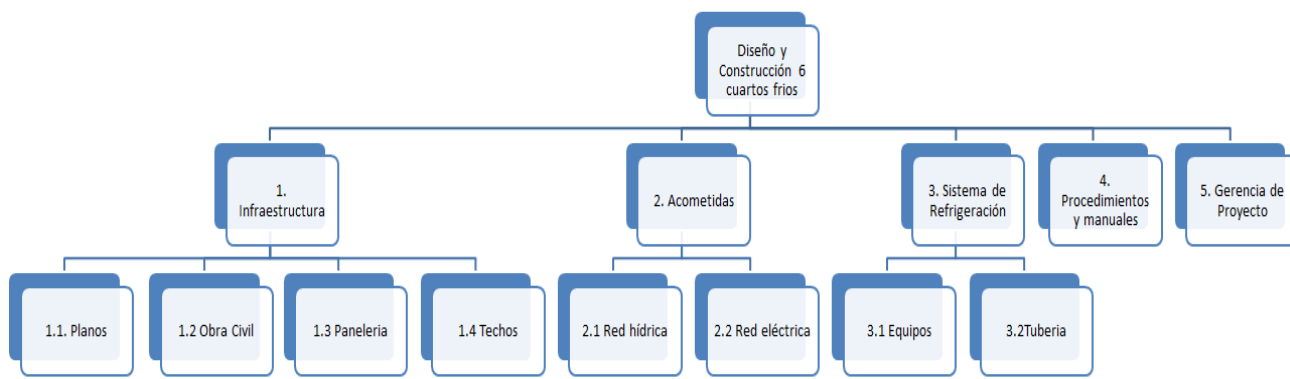 Diseño y
Construcción 6
cuartos frios
1.
Infraestructura
2. Acometidas
3. Sistema de
Refrigeración
4.
Procedimientos
y manuales
5. Gerencia de
Proyecto
1.1. Planos
1.2 Obra Civil
1.3 Paneleria
1.4 Techos
2.1 Red hídrica
2.2 Red eléctrica
3.1 Equipos
3.2Tuberia